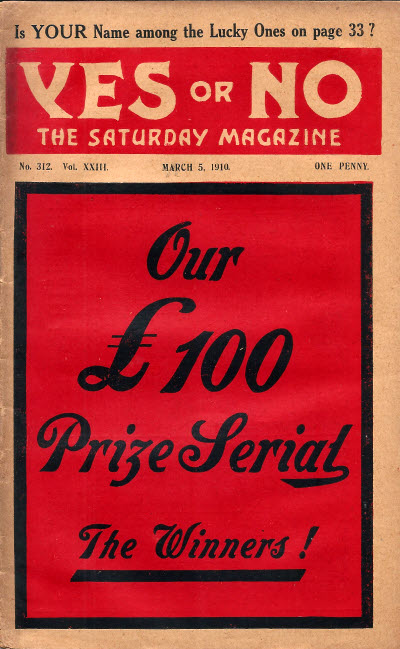 Is YOUR Name among the Lucky Ones on page 33 ?
YES OR NO
THE SATURDAY MAGAZINE
No. 312. Vol. XXIII. MARCH 5, 1910. ONE PENNY.
Our
£100
Prize Serial
The Winners !